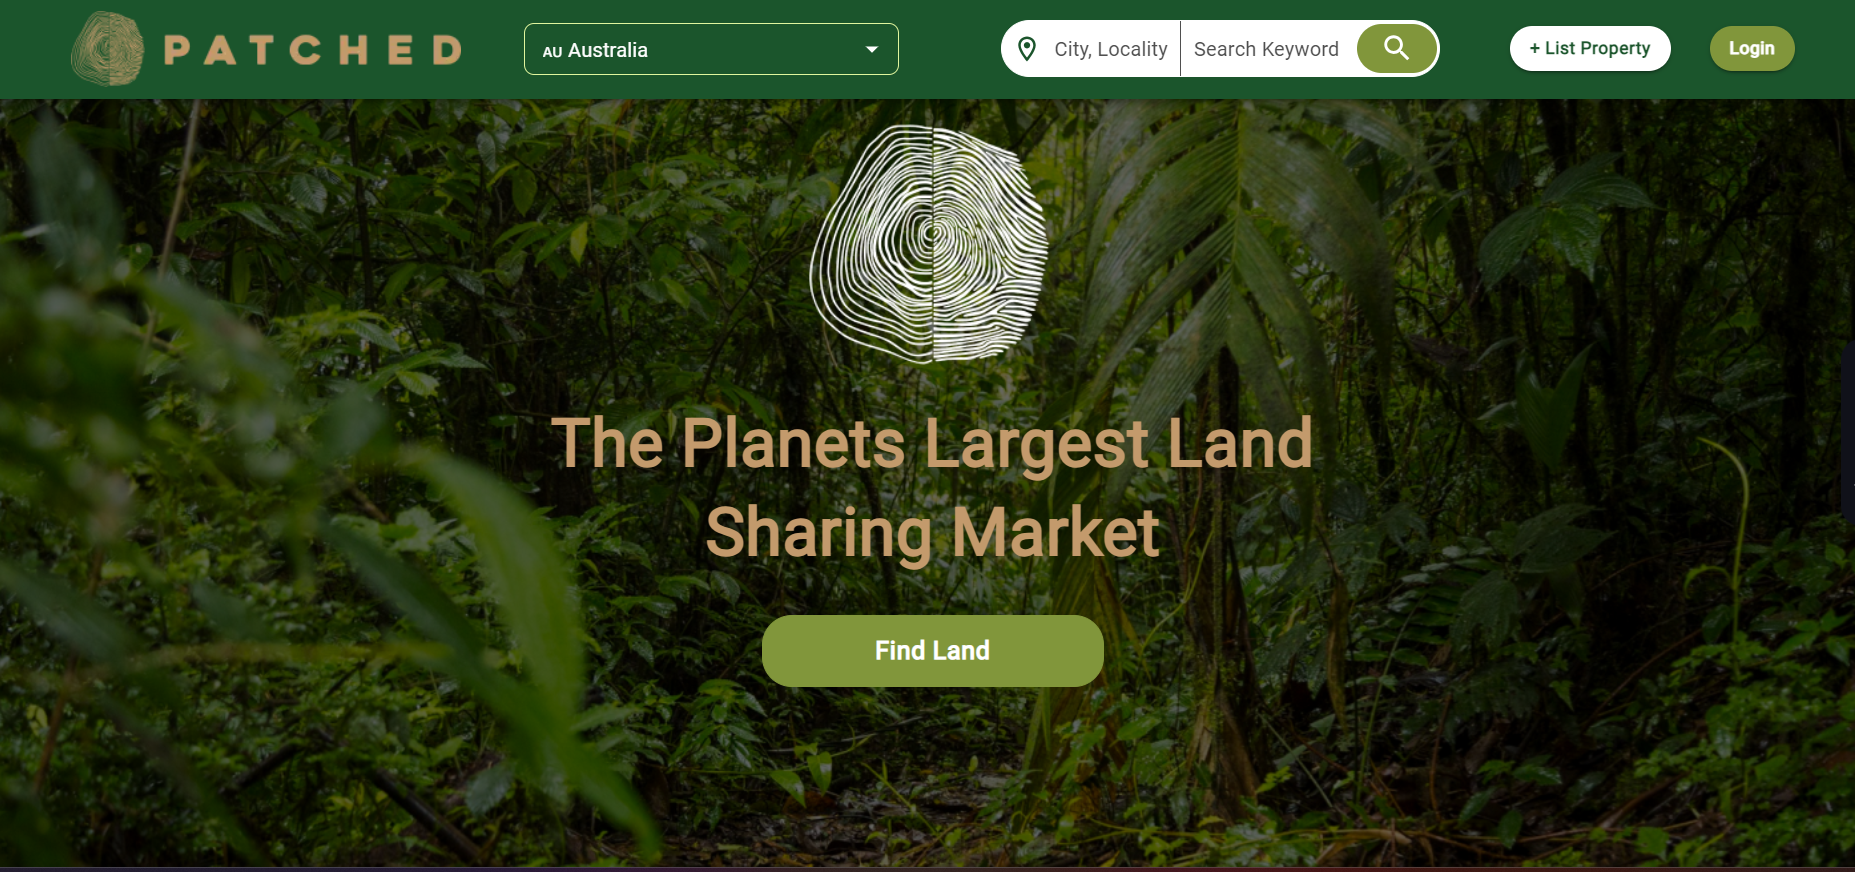 PATCHED
AU Australia
City, Locality
Search Keyword
+ List Property
Login
The Planets Largest Land
Sharing Market
Find Land